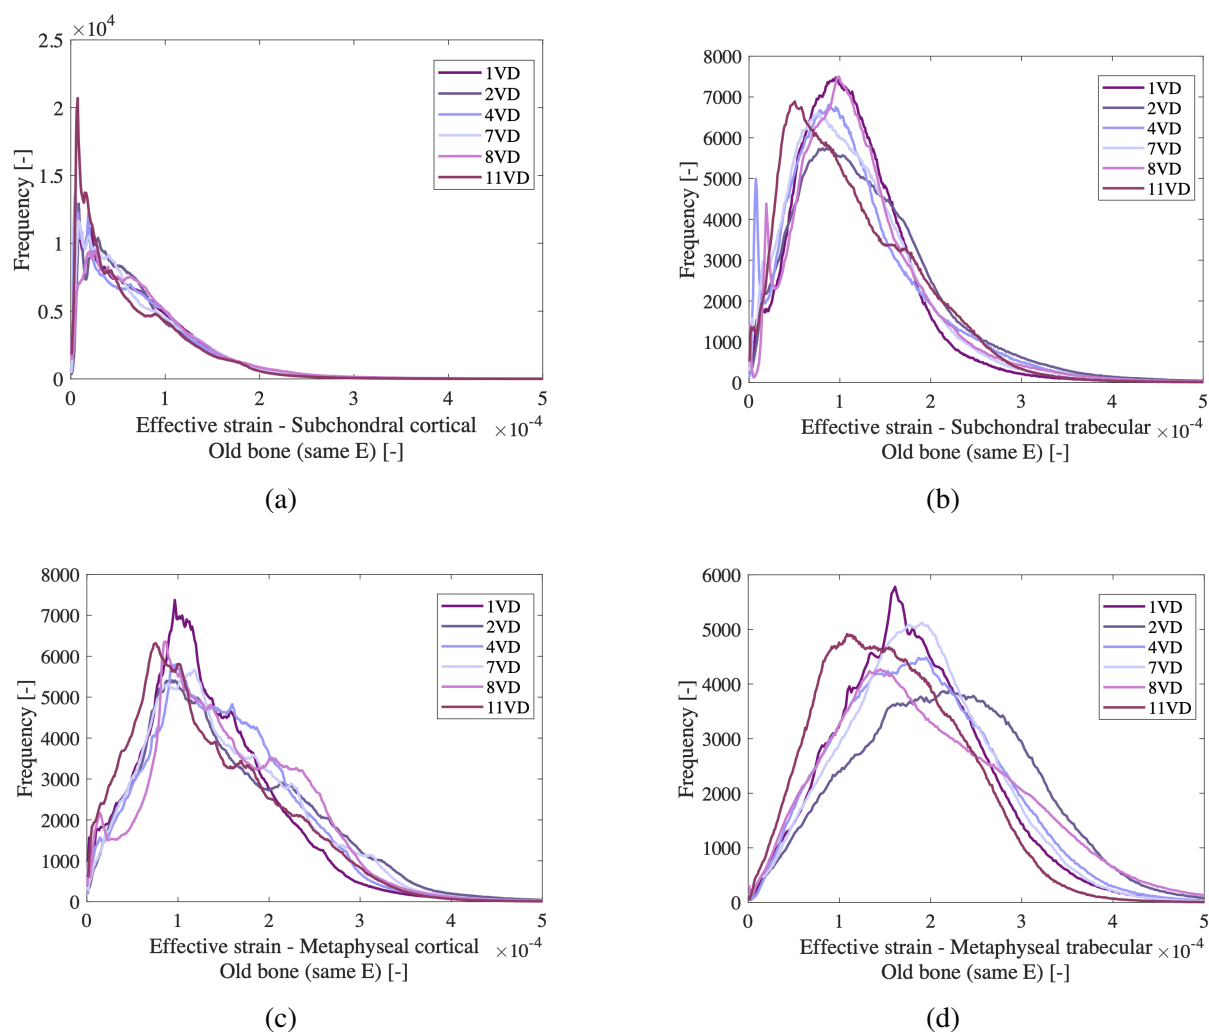 ×10⁴
2.5
2
1.5
1
0.5
0
Frequency [-]
1VD
2VD
4VD
7VD
8VD
11VD
0 1 2 3 4 5
Effective strain - Subchondral cortical ×10⁻⁴
Old bone (same E) [-]
(a)
8000
7000
6000
5000
4000
3000
2000
1000
0
Frequency [-]
1VD
2VD
4VD
7VD
8VD
11VD
0 1 2 3 4 5
Effective strain - Subchondral trabecular ×10⁻⁴
Old bone (same E) [-]
(b)
8000
7000
6000
5000
4000
3000
2000
1000
0
Frequency [-]
1VD
2VD
4VD
7VD
8VD
11VD
0 1 2 3 4 5
Effective strain - Metaphyseal cortical ×10⁻⁴
Old bone (same E) [-]
(c)
6000
5000
4000
3000
2000
1000
0
Frequency [-]
1VD
2VD
4VD
7VD
8VD
11VD
0 1 2 3 4 5
Effective strain - Metaphyseal trabecular ×10⁻⁴
Old bone (same E) [-]
(d)